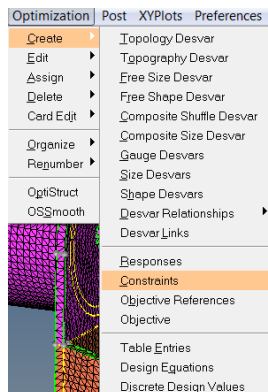 Optimization Post XYPlots Preferences
Create
Edit
Assign
Delete
Card Edit
Organize
Renumber
OptiStruct
OSSmooth
Topology Desvar
Topography Desvar
Free Size Desvar
Free Shape Desvar
Composite Shuffle Desvar
Composite Size Desvar
Gauge Desvars
Size Desvars
Shape Desvars
Desvar Relationships
Desvar Links
Responses
Constraints
Objective References
Objective
Table Entries
Design Equations
Discrete Design Values